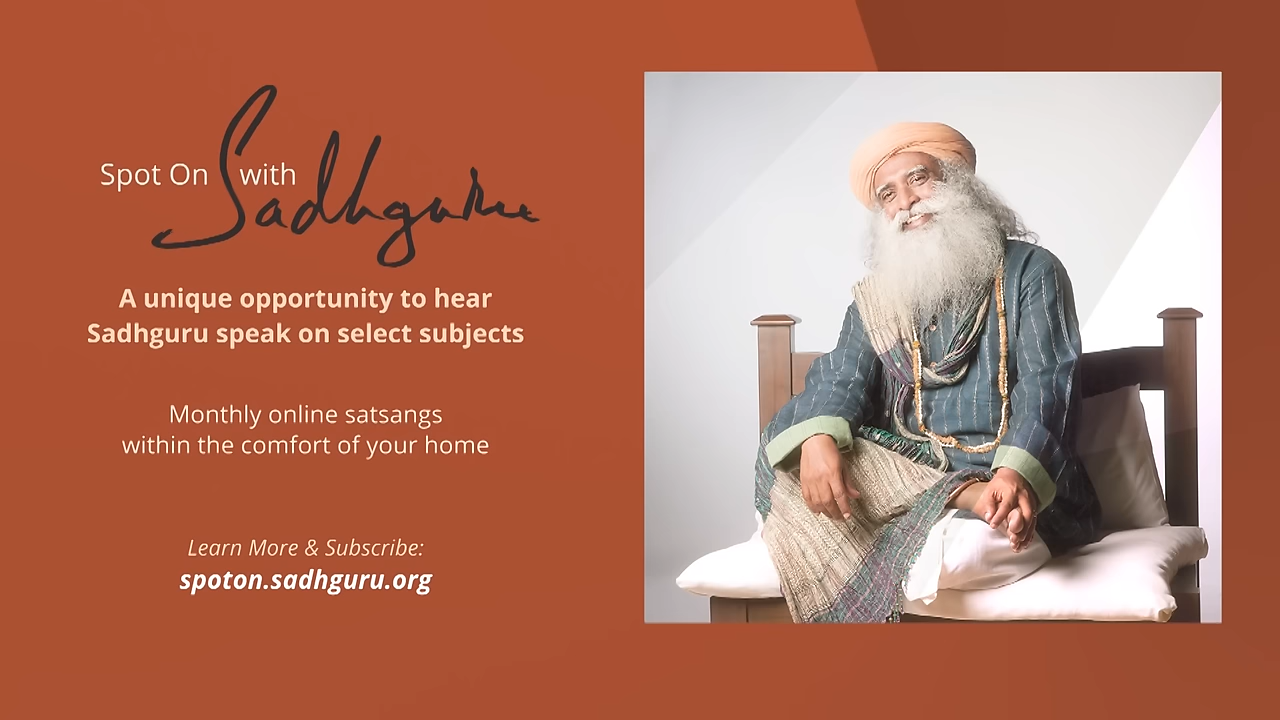 Spot On with Sadhguru
A unique opportunity to hear
Sadhguru speak on select subjects
Monthly online satsangs
within the comfort of your home
Learn More & Subscribe:
spoton.sadhguru.org